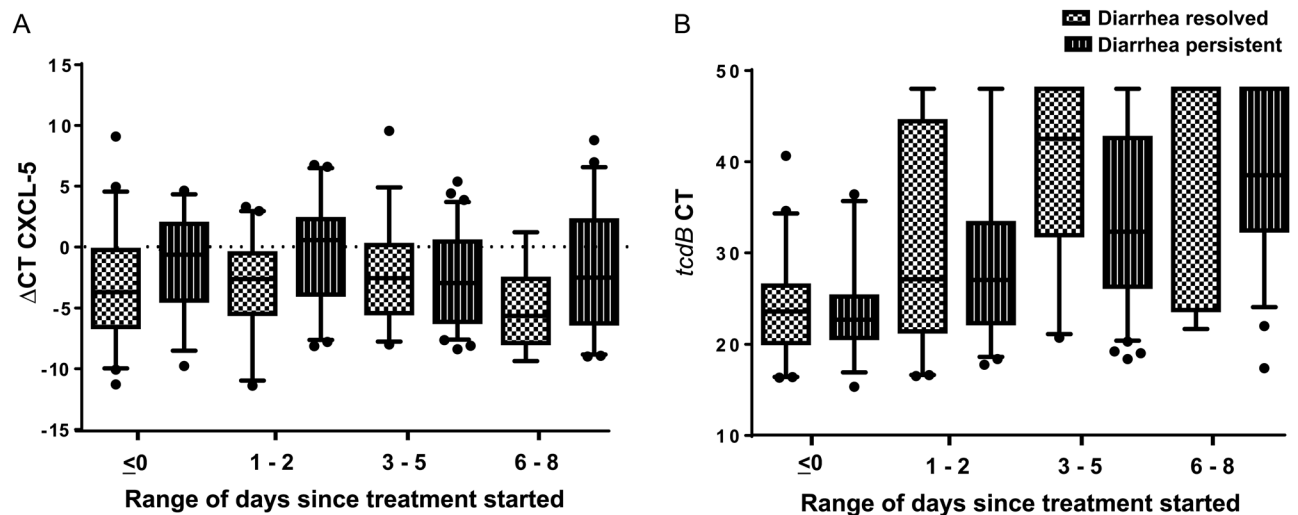 A
ΔCT CXCL-5
15
10
5
0
-5
-10
-15
≤0
1 - 2
3 - 5
6 - 8
Range of days since treatment started
B
Diarrhea resolved
Diarrhea persistent
tcdB CT
50
40
30
20
10
≤0
1 - 2
3 - 5
6 - 8
Range of days since treatment started